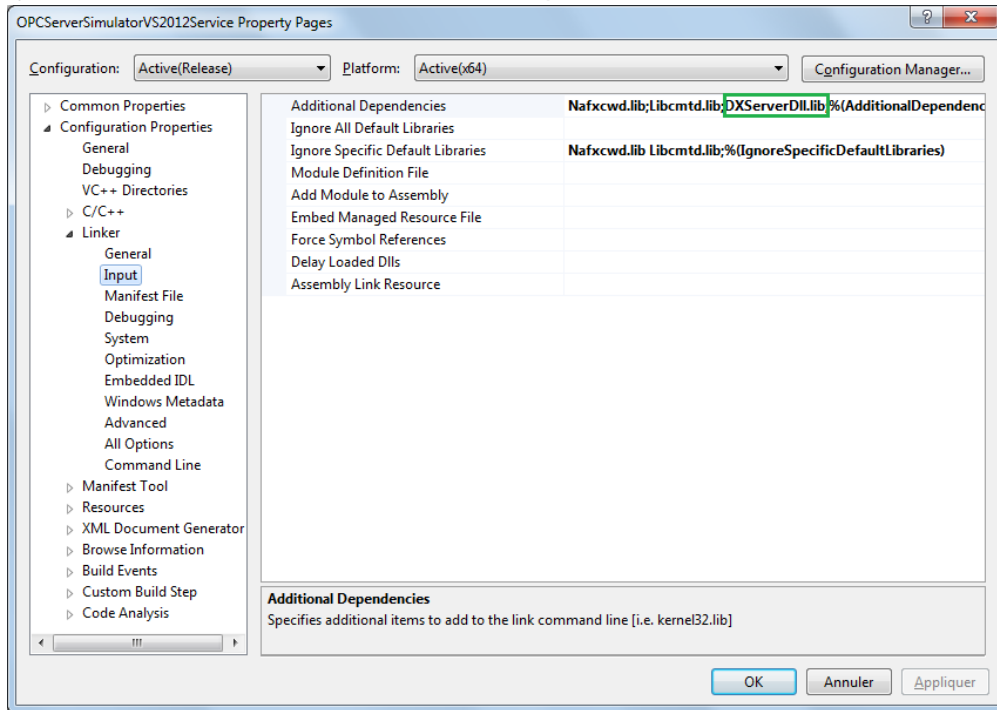 OPCServerSimulatorVS2012Service Property Pages
Configuration: Active(Release) Platform: Active(x64) Configuration Manager...
Common Properties
Configuration Properties
General
Debugging
VC++ Directories
C/C++
Linker
General
Input
Manifest File
Debugging
System
Optimization
Embedded IDL
Windows Metadata
Advanced
All Options
Command Line
Manifest Tool
Resources
XML Document Generator
Browse Information
Build Events
Custom Build Step
Code Analysis
Additional Dependencies Nafxcwd.lib;Libcmtd.lib;DXServerDll.lib;%(AdditionalDependenc
Ignore All Default Libraries
Ignore Specific Default Libraries Nafxcwd.lib Libcmtd.lib;%(IgnoreSpecificDefaultLibraries)
Module Definition File
Add Module to Assembly
Embed Managed Resource File
Force Symbol References
Delay Loaded Dlls
Assembly Link Resource
Additional Dependencies
Specifies additional items to add to the link command line [i.e. kernel32.lib]
OK Annuler Appliquer